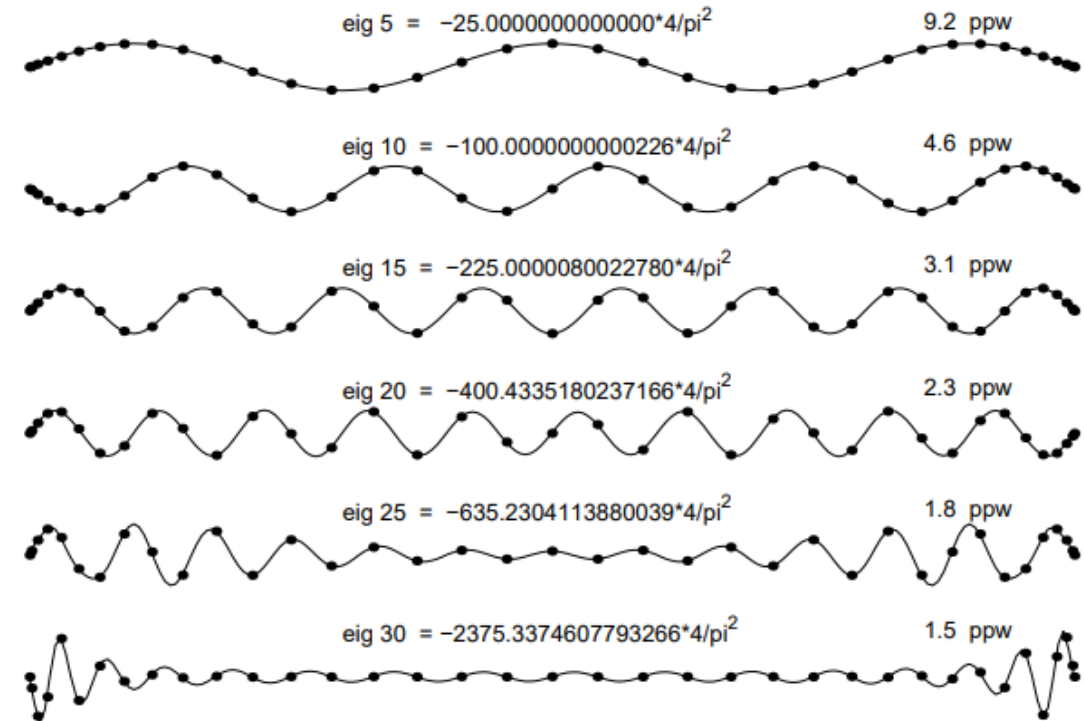 eig 5 = −25.0000000000000*4/pi² 9.2 ppw
eig 10 = −100.0000000000226*4/pi² 4.6 ppw
eig 15 = −225.0000080022780*4/pi² 3.1 ppw
eig 20 = −400.4335180237166*4/pi² 2.3 ppw
eig 25 = −635.2304113880039*4/pi² 1.8 ppw
eig 30 = −2375.3374607793266*4/pi² 1.5 ppw